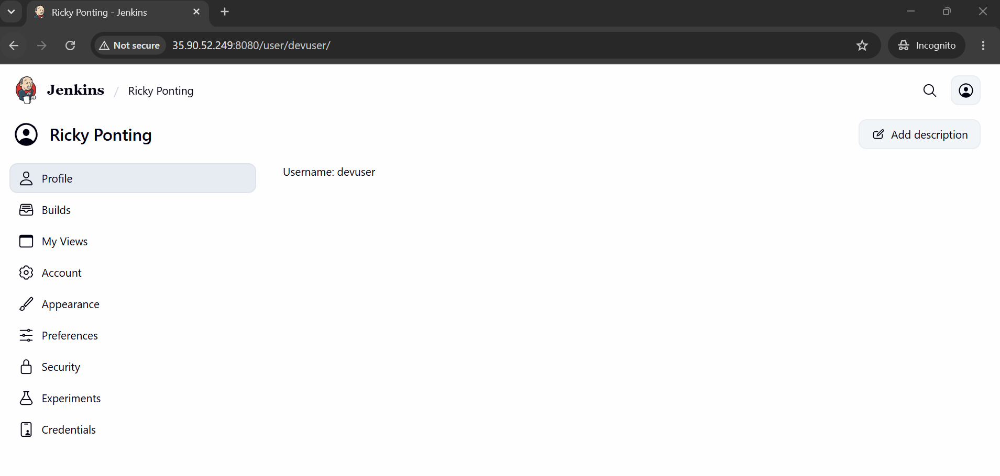 Ricky Ponting - Jenkins
Not secure 35.90.52.249:8080/user/devuser/ Incognito
Jenkins / Ricky Ponting
Ricky Ponting Add description
Profile
Username: devuser
Builds
My Views
Account
Appearance
Preferences
Security
Experiments
Credentials